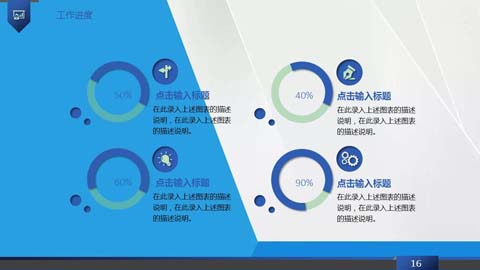 工作进度
50%
点击输入标题
在此录入上述图表的描述
说明，在此录入上述图表
的描述说明。
40%
点击输入标题
在此录入上述图表的描述
说明，在此录入上述图表
的描述说明。
60%
点击输入标题
在此录入上述图表的描述
说明，在此录入上述图表
的描述说明。
90%
点击输入标题
在此录入上述图表的描述
说明，在此录入上述图表
的描述说明。
16